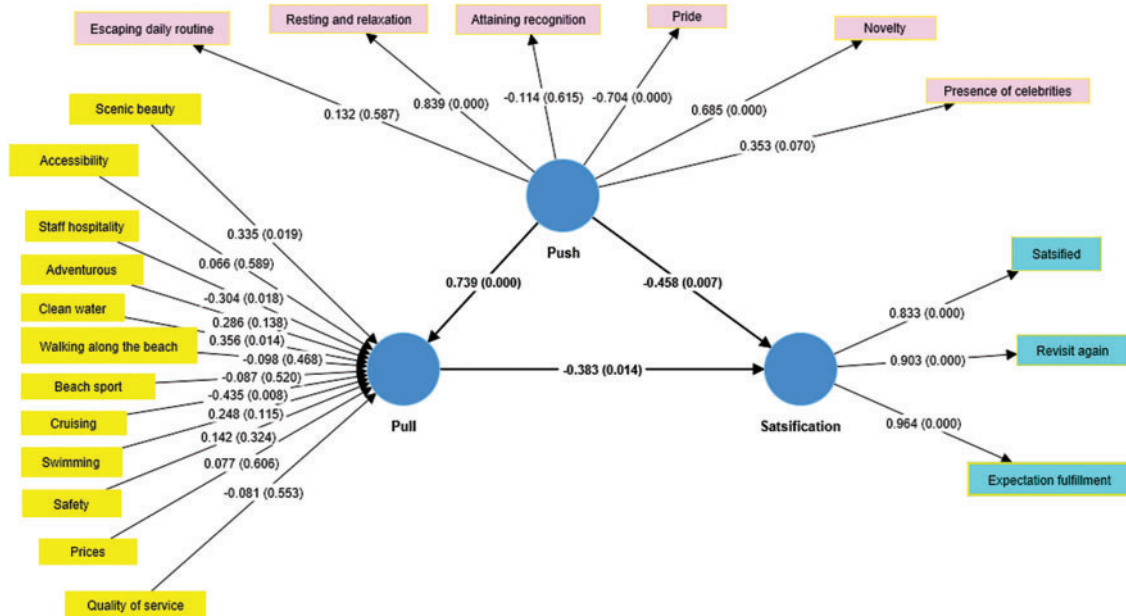 Resting and relaxation
Attaining recognition
Pride
Escaping daily routine
Novelty
Presence of celebrities
0.132 (0.587)
0.839 (0.000)
-0.114 (0.615)
-0.704 (0.000)
0.685 (0.000)
0.353 (0.070)
Scenic beauty
Accessibility
Staff hospitality
Adventurous
Clean water
Walking along the beach
Beach sport
Cruising
Swimming
Safety
Prices
Quality of service
0.335 (0.019)
0.066 (0.589)
-0.304 (0.018)
0.286 (0.138)
0.356 (0.014)
-0.098 (0.468)
-0.087 (0.520)
-0.435 (0.008)
0.248 (0.115)
0.142 (0.324)
0.077 (0.606)
-0.081 (0.553)
Push
0.739 (0.000)
-0.458 (0.007)
Pull
-0.383 (0.014)
Satsification
0.833 (0.000)
0.903 (0.000)
0.964 (0.000)
Satsified
Revisit again
Expectation fulfillment